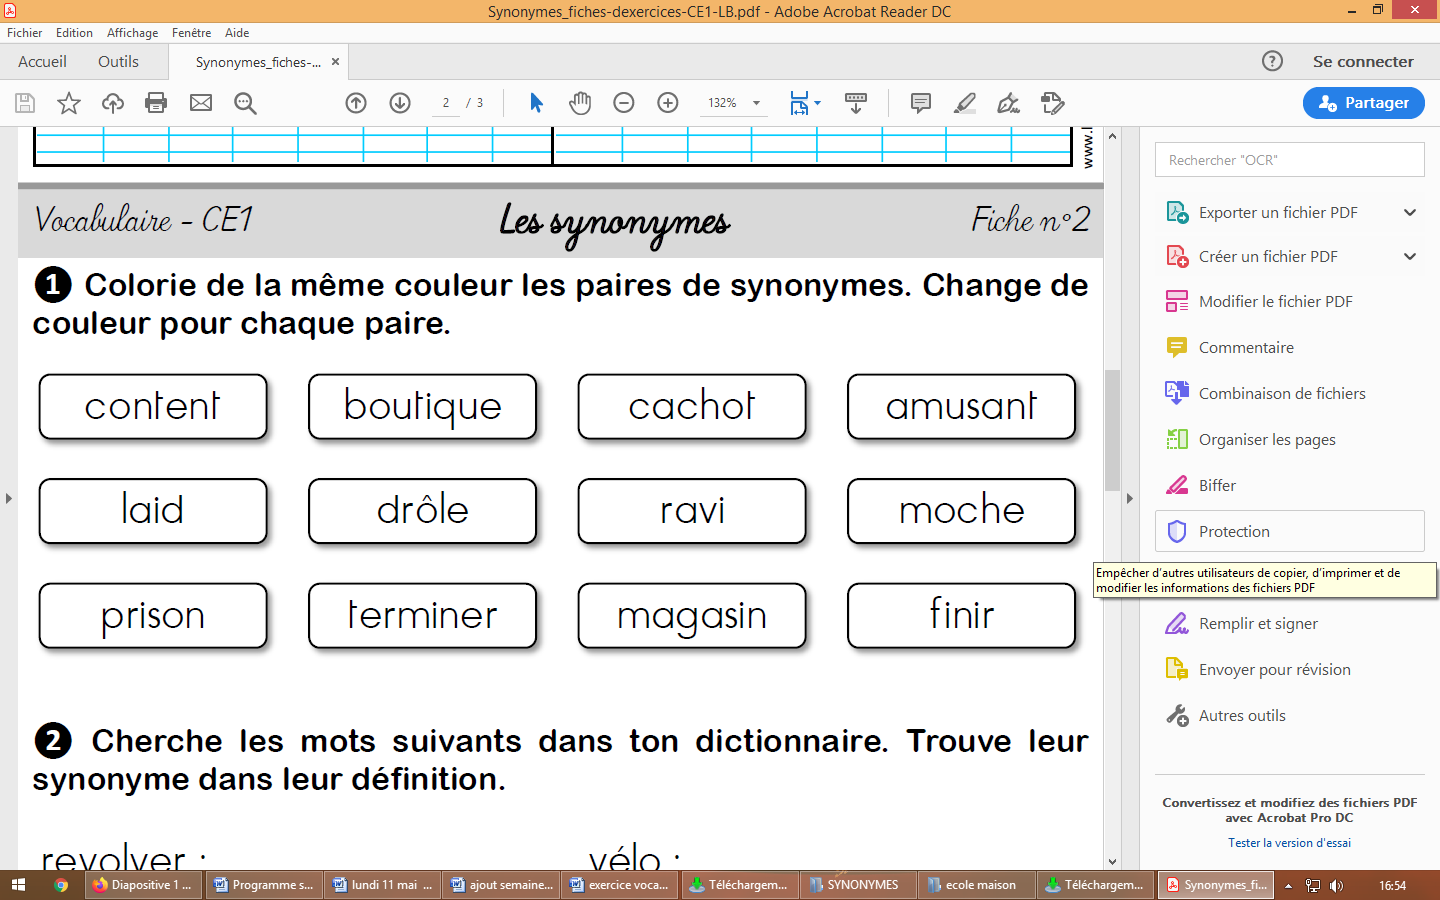 Synonymes_fiches-dexercices-CE1-LB.pdf - Adobe Acrobat Reader DC
Fichier Edition Affichage Fenêtre Aide
Accueil Outils Synonymes_fiches-... × ? Se connecter
2 / 3 132% Partager
www.
Rechercher "OCR"
Vocabulaire - CE1 Les synonymes Fiche n°2
1 Colorie de la même couleur les paires de synonymes. Change de
couleur pour chaque paire.
content boutique cachot amusant
laid drôle ravi moche
prison terminer magasin finir
2 Cherche les mots suivants dans ton dictionnaire. Trouve leur
synonyme dans leur définition.
revolver : vélo :
Exporter un fichier PDF
Créer un fichier PDF
Modifier le fichier PDF
Commentaire
Combinaison de fichiers
Organiser les pages
Biffer
Protection
Empêcher d'autres utilisateurs de copier, d'imprimer et de
modifier les informations des fichiers PDF
Remplir et signer
Envoyer pour révision
Autres outils
Convertissez et modifiez des fichiers PDF
avec Acrobat Pro DC
Tester la version d'essai
Diapositive 1 ... Programme s... lundi 11 mai ... ajout semaine... exercice voca... Téléchargem... SYNONYMES ecole maison Téléchargem... Synonymes_fi... 16:54